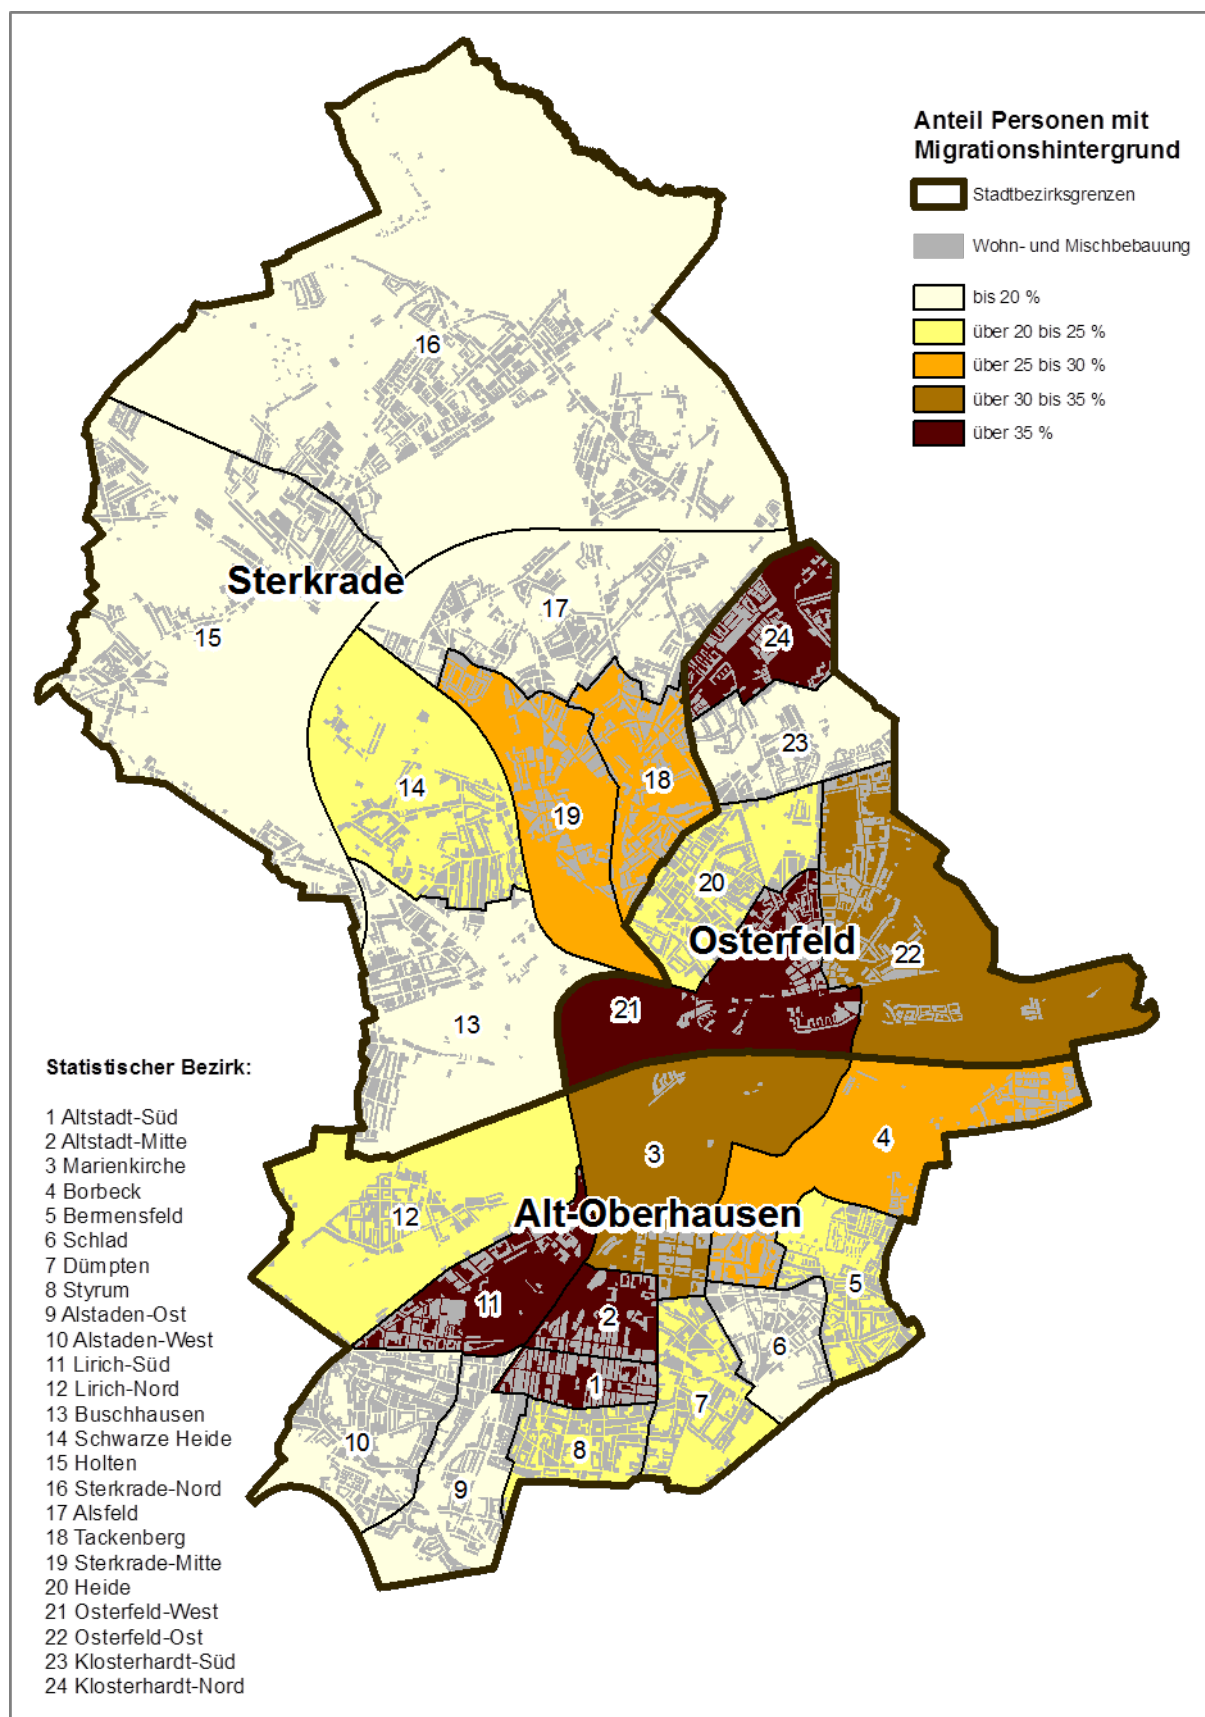 Anteil Personen mit
Migrationshintergrund
Stadtbezirksgrenzen
Wohn- und Mischbebauung
bis 20 %
über 20 bis 25 %
über 25 bis 30 %
über 30 bis 35 %
über 35 %
16
Sterkrade
17
15
24
23
14
18
19
20
Osterfeld
22
21
13
3
4
Alt-Oberhausen
12
5
11
2
6
1
7
10
8
9
Statistischer Bezirk:
1 Altstadt-Süd
2 Altstadt-Mitte
3 Marienkirche
4 Borbeck
5 Bermensfeld
6 Schlad
7 Dümpten
8 Styrum
9 Alstaden-Ost
10 Alstaden-West
11 Lirich-Süd
12 Lirich-Nord
13 Buschhausen
14 Schwarze Heide
15 Holten
16 Sterkrade-Nord
17 Alsfeld
18 Tackenberg
19 Sterkrade-Mitte
20 Heide
21 Osterfeld-West
22 Osterfeld-Ost
23 Klosterhardt-Süd
24 Klosterhardt-Nord